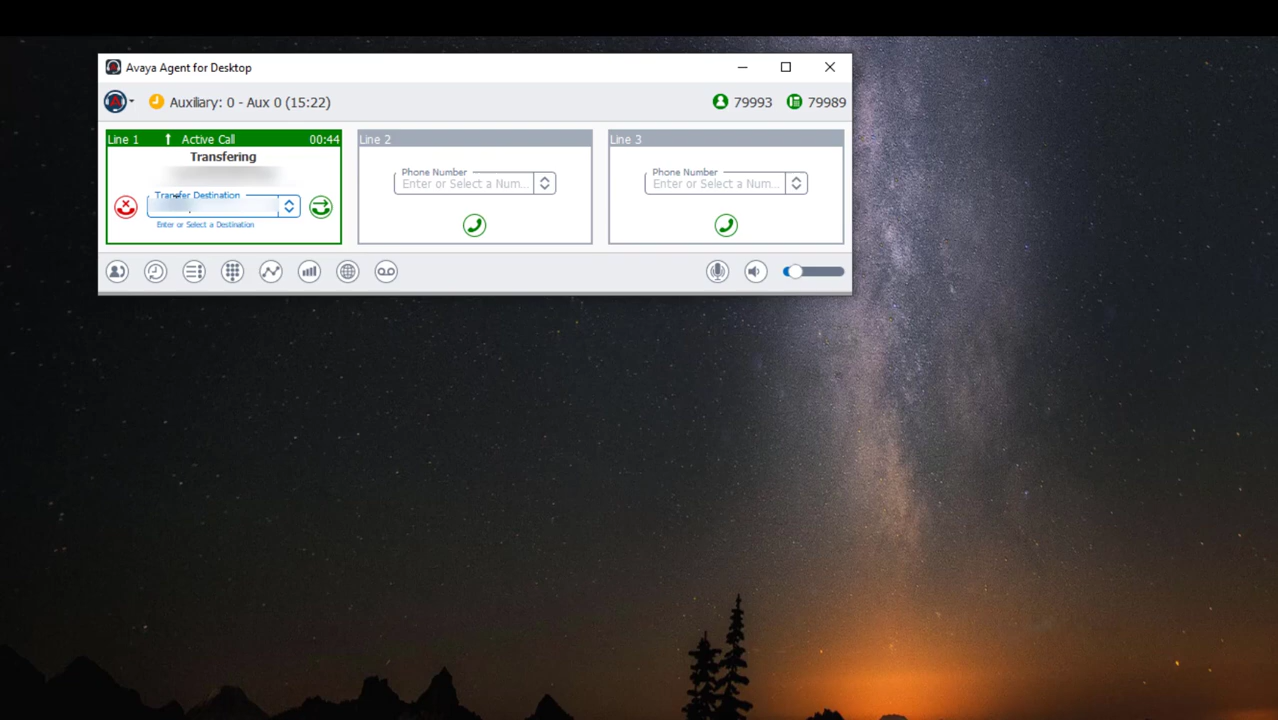 Avaya Agent for Desktop
Auxiliary: 0 - Aux 0 (15:22)
79993
79989
Line 1
Active Call
00:44
Transfering
Transfer Destination
Enter or Select a Destination
Line 2
Phone Number
Enter or Select a Num...
Line 3
Phone Number
Enter or Select a Num...